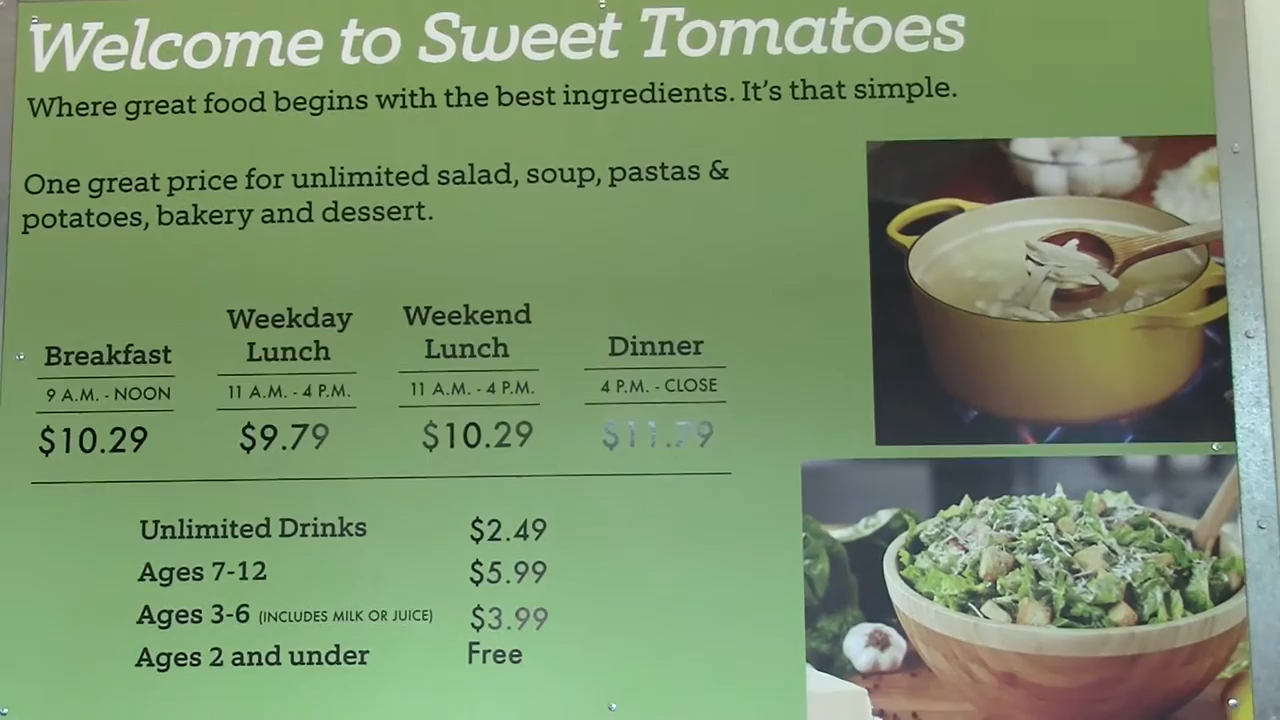 Welcome to Sweet Tomatoes
Where great food begins with the best ingredients. It's that simple.
One great price for unlimited salad, soup, pastas &
potatoes, bakery and dessert.
Breakfast
9 A.M. - NOON
$10.29
Weekday
Lunch
11 A.M. - 4 P.M.
$9.79
Weekend
Lunch
11 A.M. - 4 P.M.
$10.29
Dinner
4 P.M. - CLOSE
$11.79
Unlimited Drinks $2.49
Ages 7-12 $5.99
Ages 3-6 (INCLUDES MILK OR JUICE) $3.99
Ages 2 and under Free